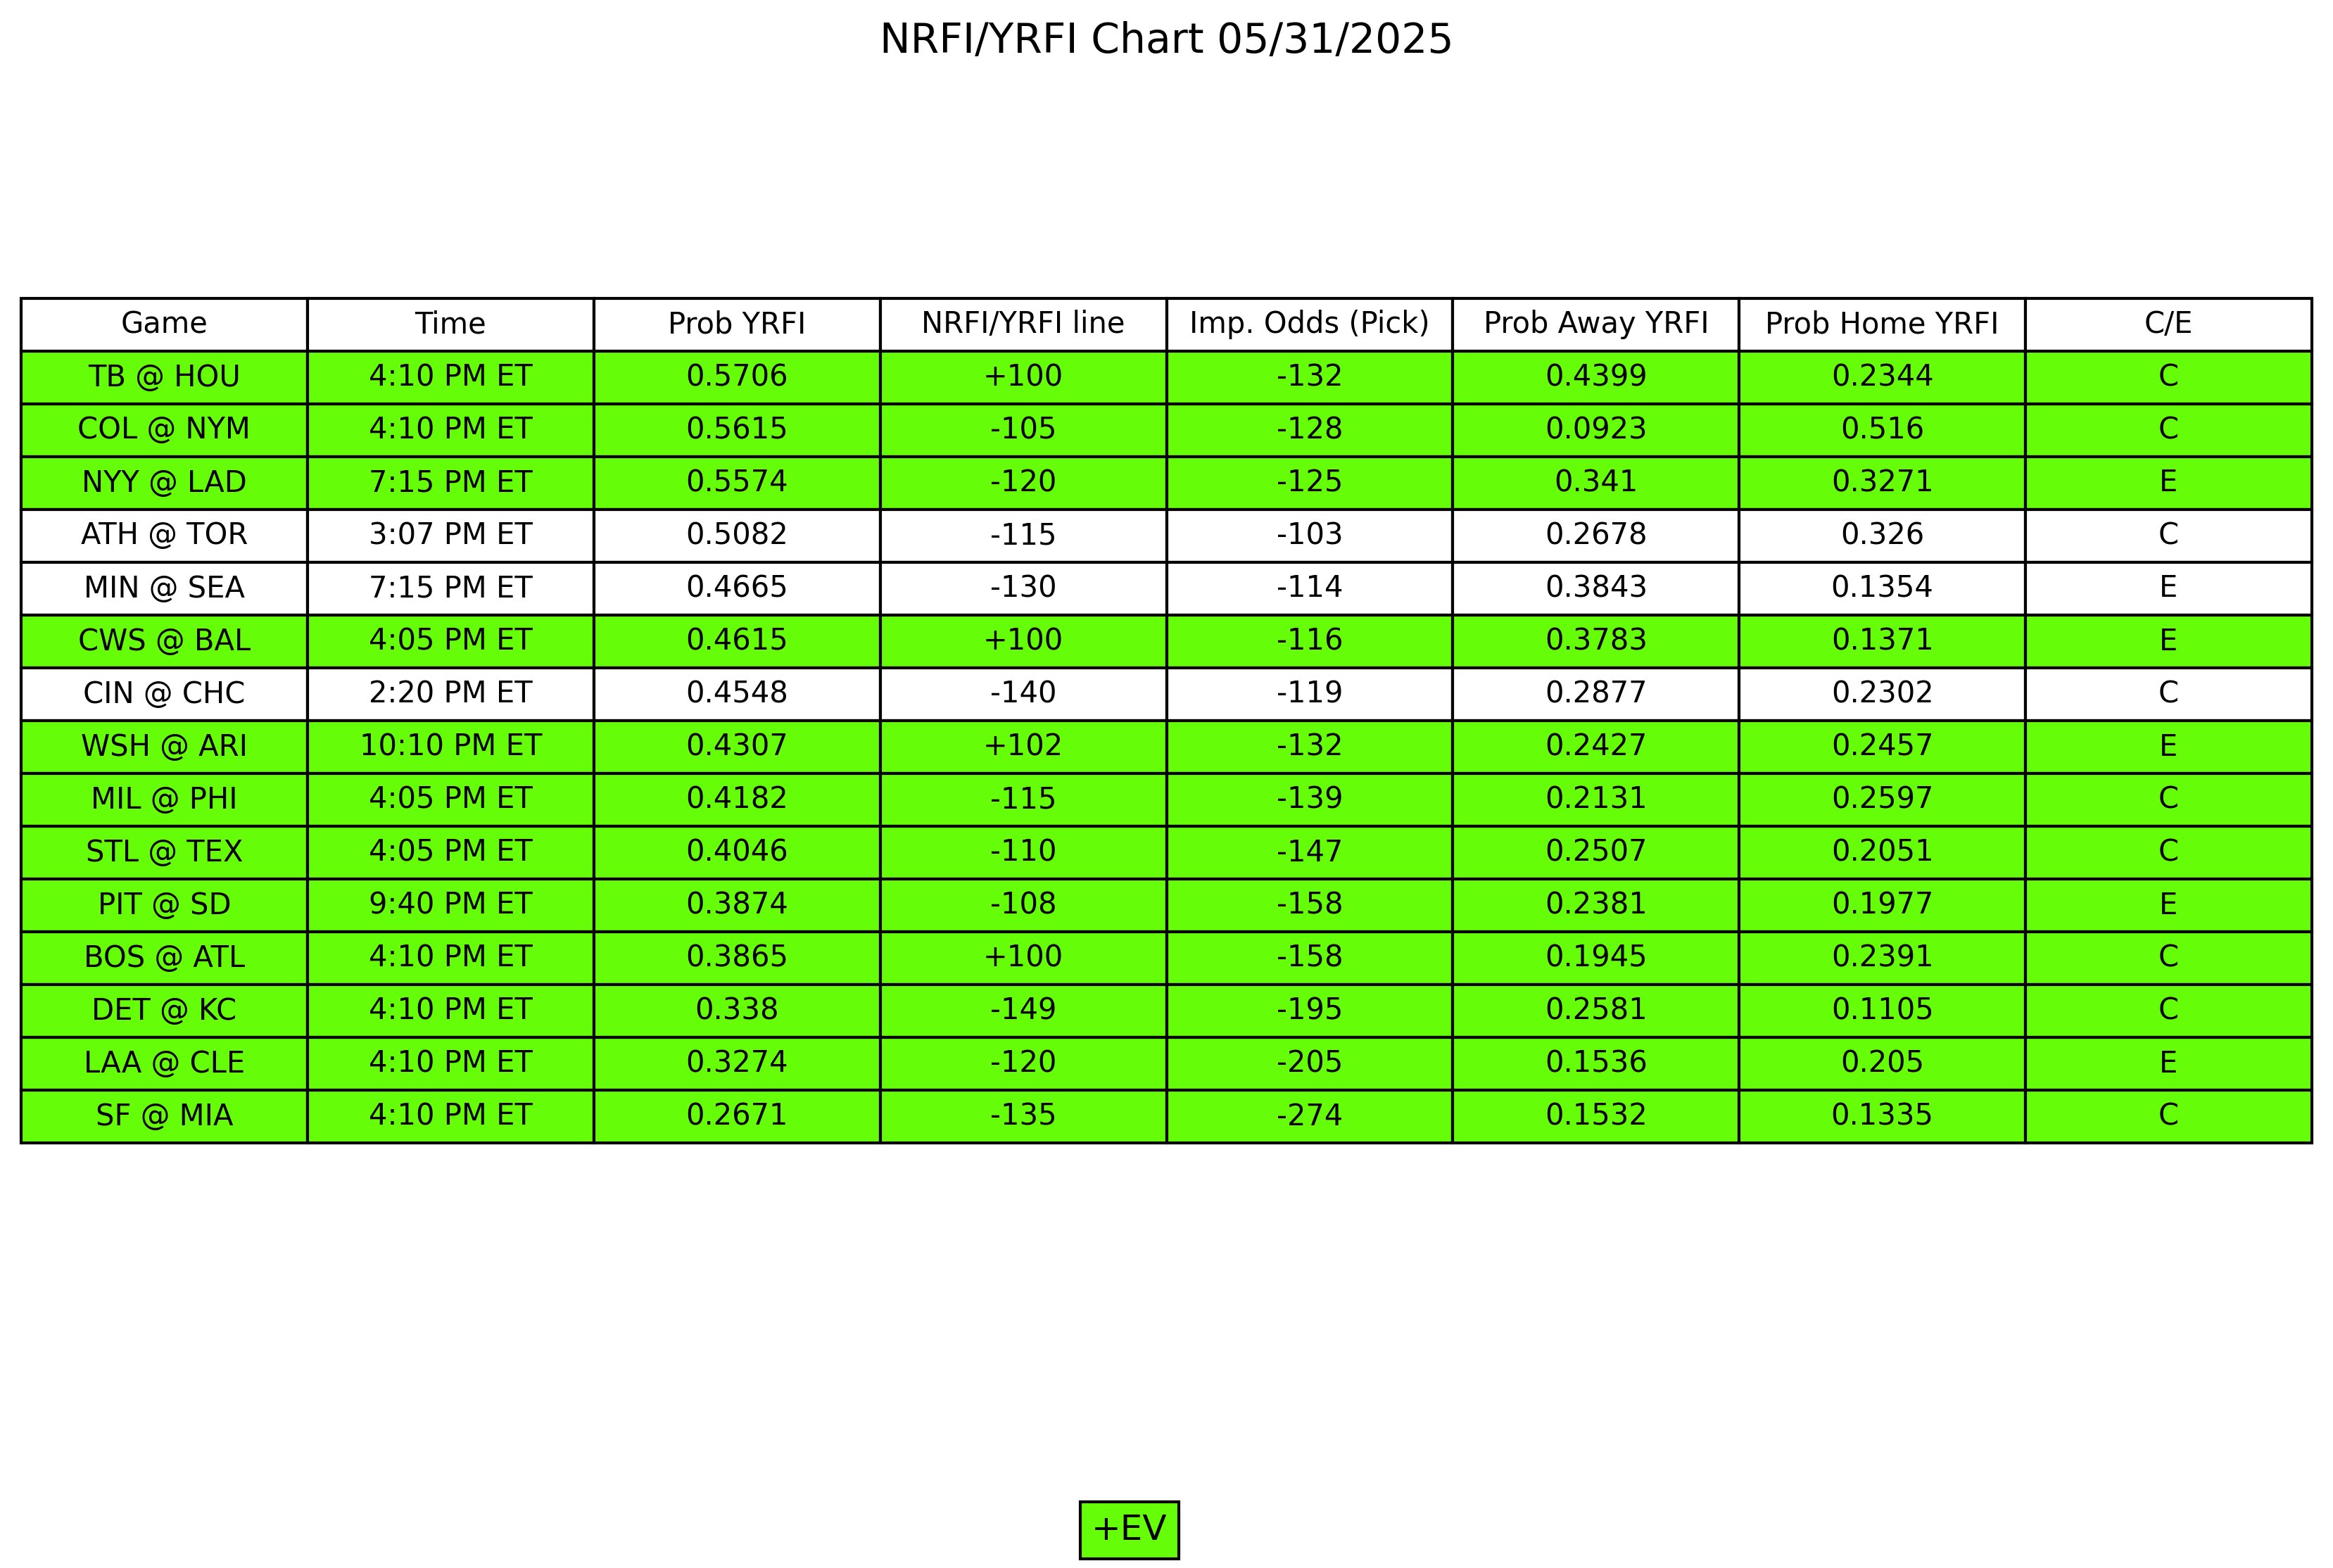 NRFI/YRFI Chart 05/31/2025
Game Time Prob YRFI NRFI/YRFI line Imp. Odds (Pick) Prob Away YRFI Prob Home YRFI C/E
TB @ HOU 4:10 PM ET 0.5706 +100 -132 0.4399 0.2344 C
COL @ NYM 4:10 PM ET 0.5615 -105 -128 0.0923 0.516 C
NYY @ LAD 7:15 PM ET 0.5574 -120 -125 0.341 0.3271 E
ATH @ TOR 3:07 PM ET 0.5082 -115 -103 0.2678 0.326 C
MIN @ SEA 7:15 PM ET 0.4665 -130 -114 0.3843 0.1354 E
CWS @ BAL 4:05 PM ET 0.4615 +100 -116 0.3783 0.1371 E
CIN @ CHC 2:20 PM ET 0.4548 -140 -119 0.2877 0.2302 C
WSH @ ARI 10:10 PM ET 0.4307 +102 -132 0.2427 0.2457 E
MIL @ PHI 4:05 PM ET 0.4182 -115 -139 0.2131 0.2597 C
STL @ TEX 4:05 PM ET 0.4046 -110 -147 0.2507 0.2051 C
PIT @ SD 9:40 PM ET 0.3874 -108 -158 0.2381 0.1977 E
BOS @ ATL 4:10 PM ET 0.3865 +100 -158 0.1945 0.2391 C
DET @ KC 4:10 PM ET 0.338 -149 -195 0.2581 0.1105 C
LAA @ CLE 4:10 PM ET 0.3274 -120 -205 0.1536 0.205 E
SF @ MIA 4:10 PM ET 0.2671 -135 -274 0.1532 0.1335 C
+EV